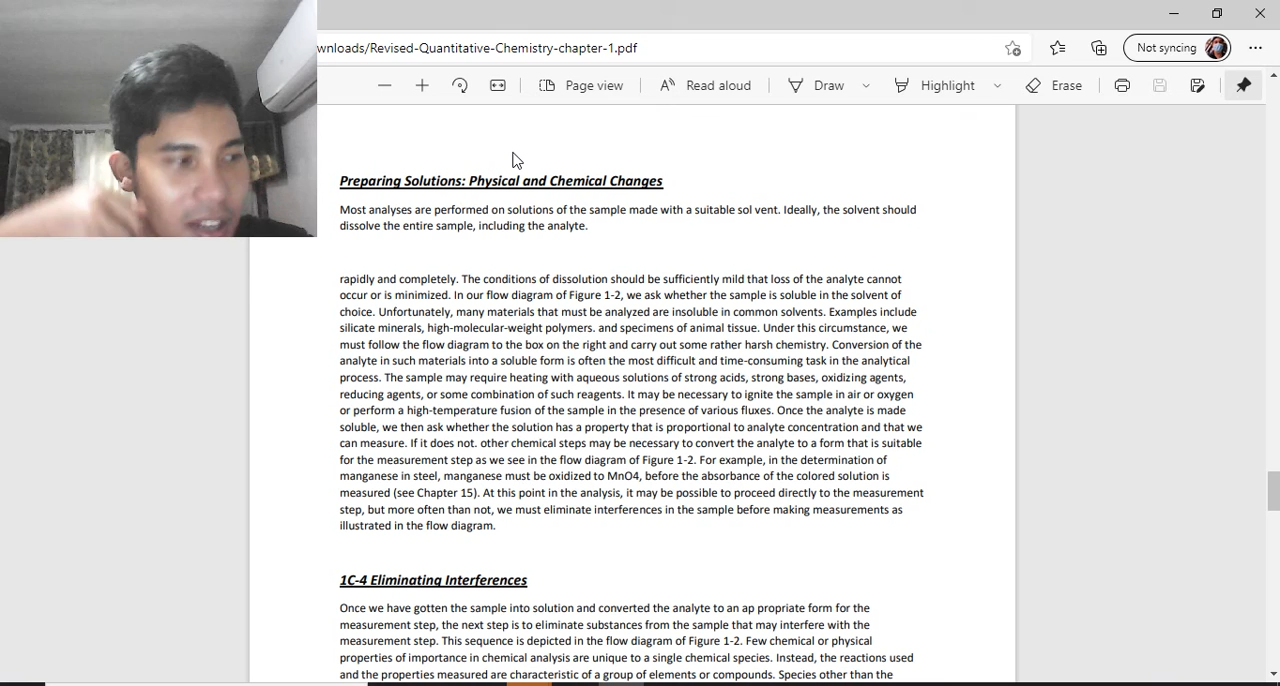 wnloads/Revised-Quantitative-Chemistry-chapter-1.pdf
Not syncing
Page view
Read aloud
Draw
Highlight
Erase
Preparing Solutions: Physical and Chemical Changes
Most analyses are performed on solutions of the sample made with a suitable sol vent. Ideally, the solvent should
dissolve the entire sample, including the analyte.
rapidly and completely. The conditions of dissolution should be sufficiently mild that loss of the analyte cannot
occur or is minimized. In our flow diagram of Figure 1-2, we ask whether the sample is soluble in the solvent of
choice. Unfortunately, many materials that must be analyzed are insoluble in common solvents. Examples include
silicate minerals, high-molecular-weight polymers. and specimens of animal tissue. Under this circumstance, we
must follow the flow diagram to the box on the right and carry out some rather harsh chemistry. Conversion of the
analyte in such materials into a soluble form is often the most difficult and time-consuming task in the analytical
process. The sample may require heating with aqueous solutions of strong acids, strong bases, oxidizing agents,
reducing agents, or some combination of such reagents. It may be necessary to ignite the sample in air or oxygen
or perform a high-temperature fusion of the sample in the presence of various fluxes. Once the analyte is made
soluble, we then ask whether the solution has a property that is proportional to analyte concentration and that we
can measure. If it does not. other chemical steps may be necessary to convert the analyte to a form that is suitable
for the measurement step as we see in the flow diagram of Figure 1-2. For example, in the determination of
manganese in steel, manganese must be oxidized to MnO4, before the absorbance of the colored solution is
measured (see Chapter 15). At this point in the analysis, it may be possible to proceed directly to the measurement
step, but more often than not, we must eliminate interferences in the sample before making measurements as
illustrated in the flow diagram.
1C-4 Eliminating Interferences
Once we have gotten the sample into solution and converted the analyte to an ap propriate form for the
measurement step, the next step is to eliminate substances from the sample that may interfere with the
measurement step. This sequence is depicted in the flow diagram of Figure 1-2. Few chemical or physical
properties of importance in chemical analysis are unique to a single chemical species. Instead, the reactions used
and the properties measured are characteristic of a group of elements or compounds. Species other than the